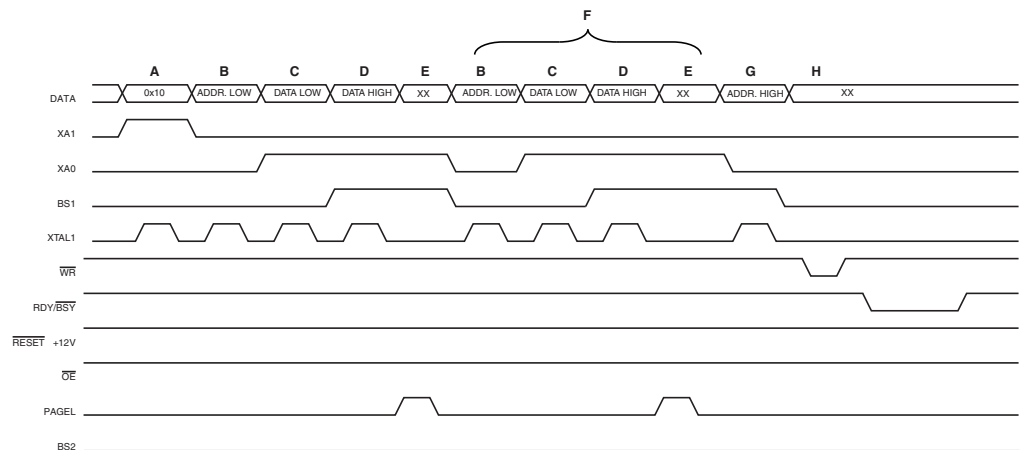 F
A B C D E B C D E G H
DATA 0x10 ADDR. LOW DATA LOW DATA HIGH XX ADDR. LOW DATA LOW DATA HIGH XX ADDR. HIGH XX
XA1
XA0
BS1
XTAL1
WR
RDY/BSY
RESET +12V
OE
PAGEL
BS2